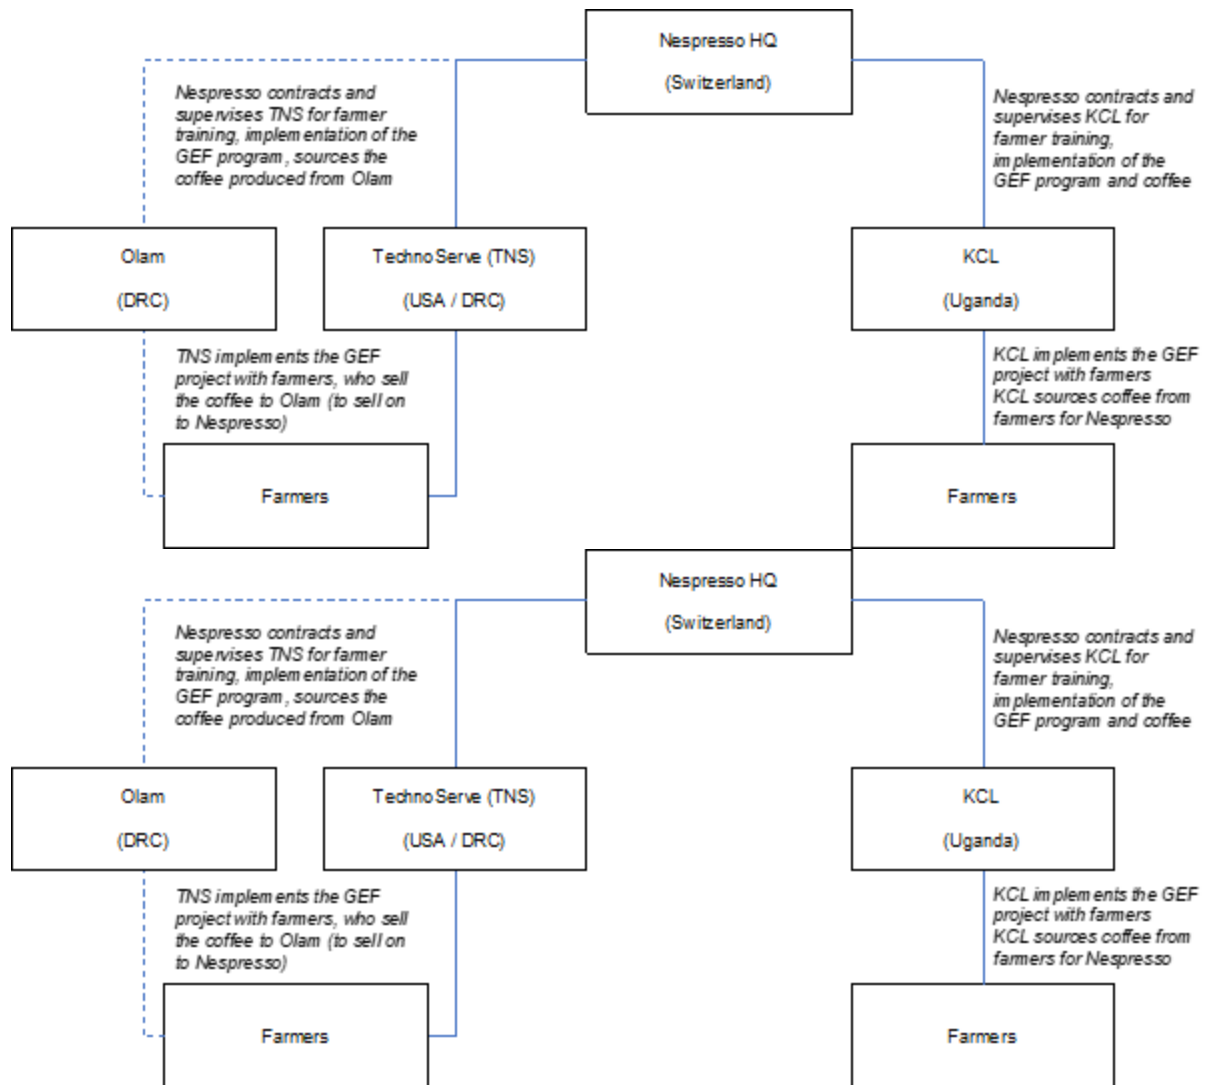 Nespresso HQ
(Switzerland)
Nespresso contracts and
supervises TNS for farmer
training, implementation of the
GEF program, sources the
coffee produced from Olam
Nespresso contracts and
supervises KCL for
farmer training,
implementation of the
GEF program and coffee
Olam
(DRC)
TechnoServe (TNS)
(USA / DRC)
KCL
(Uganda)
TNS implements the GEF
project with farmers, who sell
the coffee to Olam (to sell on
to Nespresso)
KCL implements the GEF
project with farmers
KCL sources coffee from
farmers for Nespresso
Farmers
Farmers
Nespresso HQ
(Switzerland)
Nespresso contracts and
supervises TNS for farmer
training, implementation of the
GEF program, sources the
coffee produced from Olam
Nespresso contracts and
supervises KCL for
farmer training,
implementation of the
GEF program and coffee
Olam
(DRC)
TechnoServe (TNS)
(USA / DRC)
KCL
(Uganda)
TNS implements the GEF
project with farmers, who sell
the coffee to Olam (to sell on
to Nespresso)
KCL implements the GEF
project with farmers
KCL sources coffee from
farmers for Nespresso
Farmers
Farmers